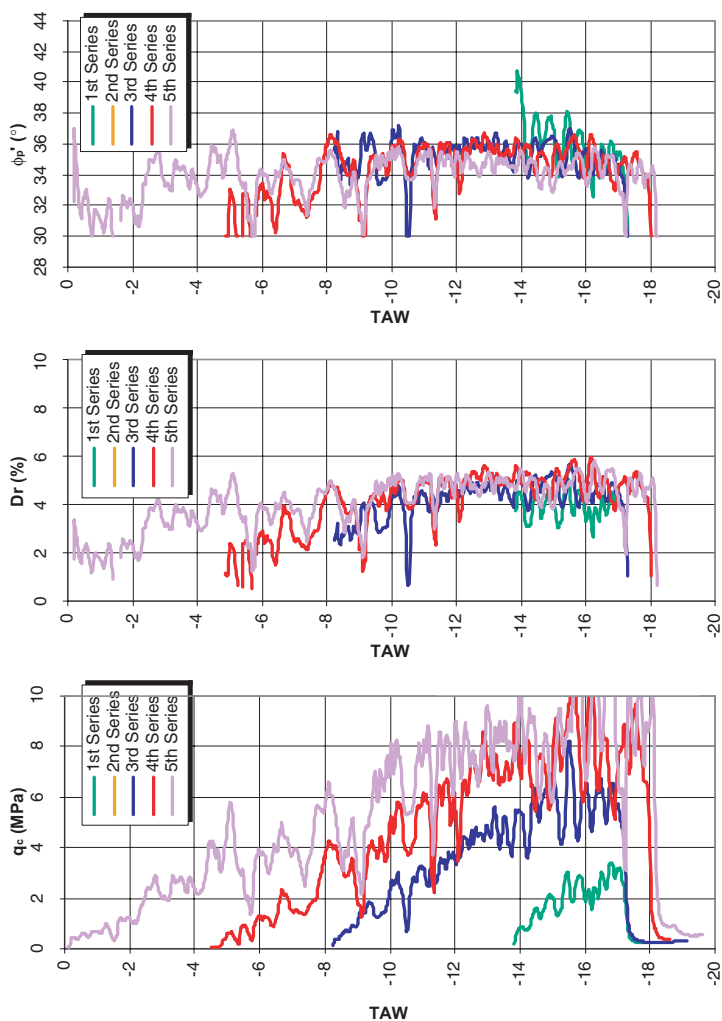 qc (MPa)
0 2 4 6 8 10
0
-2
-4
-6
-8
-10
-12
-14
-16
-18
-20
TAW
1st Series
2nd Series
3rd Series
4th Series
5th Series
Dr (%)
0 2 4 6 8 10
0
-2
-4
-6
-8
-10
-12
-14
-16
-18
-20
TAW
1st Series
2nd Series
3rd Series
4th Series
5th Series
ϕp' (°)
28 30 32 34 36 38 40 42 44
0
-2
-4
-6
-8
-10
-12
-14
-16
-18
-20
TAW
1st Series
2nd Series
3rd Series
4th Series
5th Series